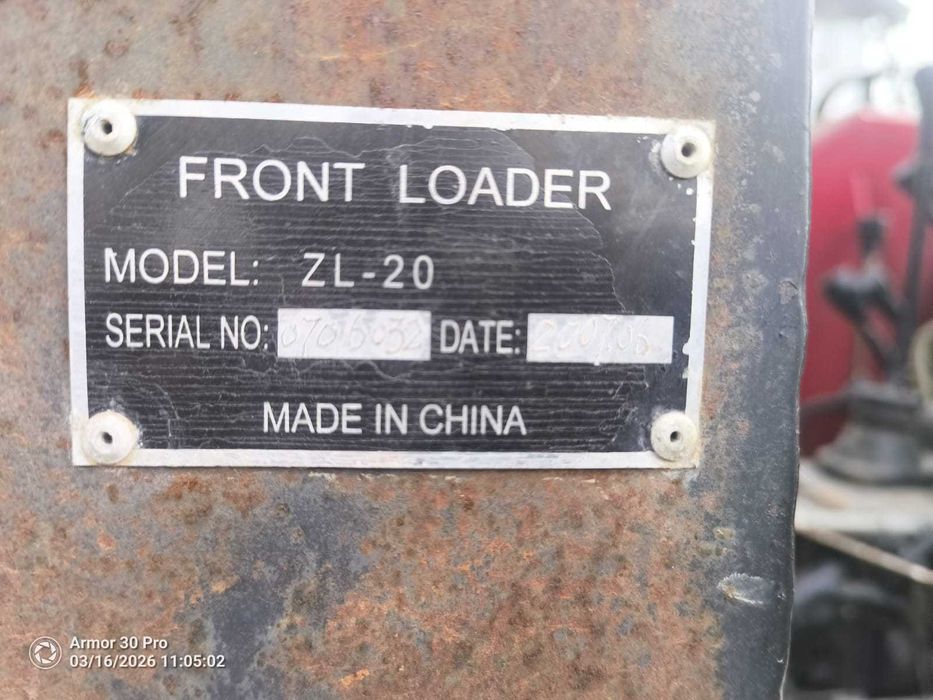 FRONT LOADER
MODEL: ZL-20
SERIAL NO: DATE:
MADE IN CHINA
Armor 30 Pro
03/16/2026 11:05:02